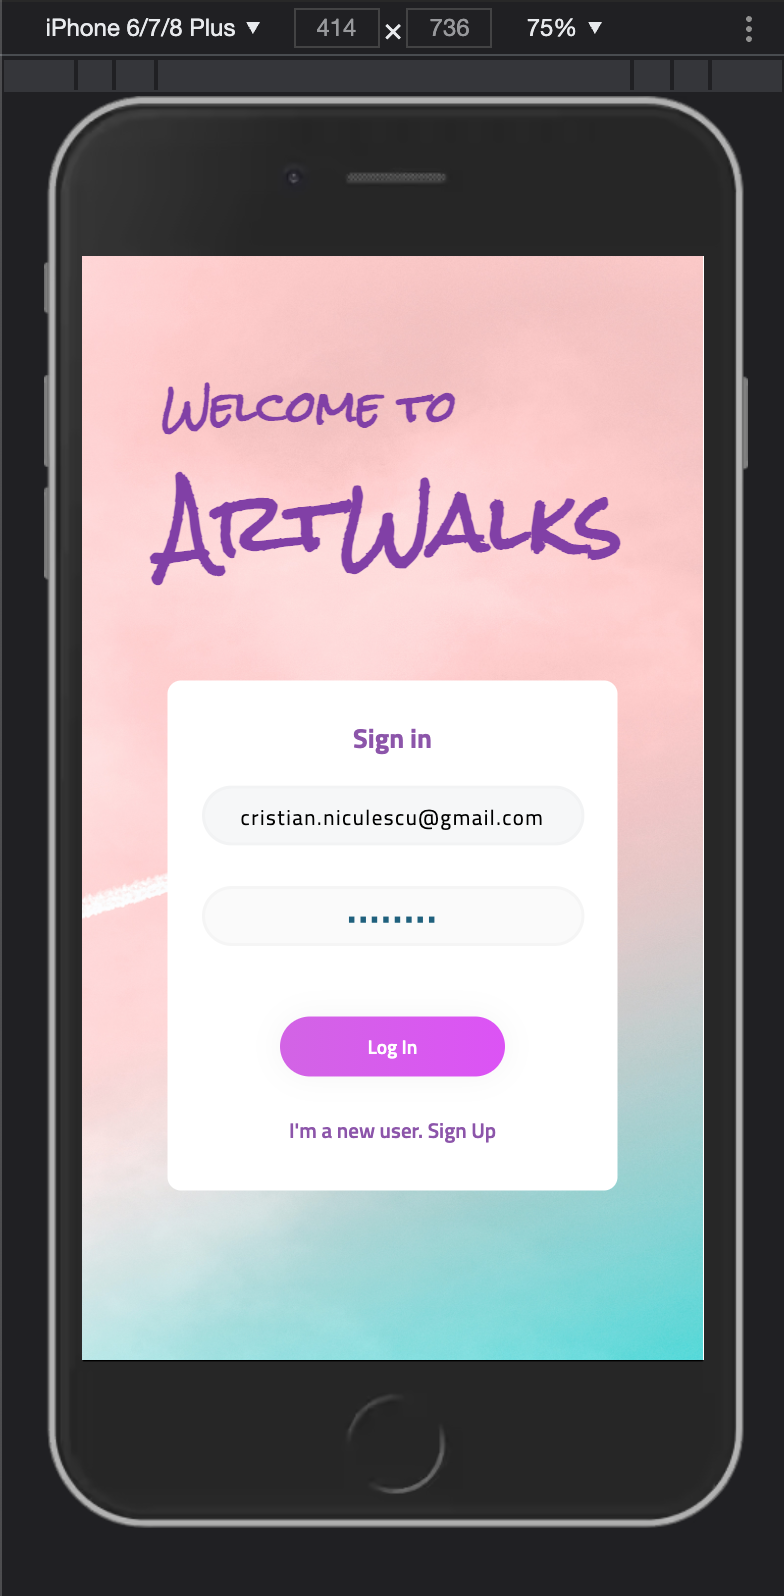 iPhone 6/7/8 Plus ▼ 414 × 736 75% ▼
Welcome to
ArtWalks
Sign in
cristian.niculescu@gmail.com
••••••••
Log In
I'm a new user. Sign Up